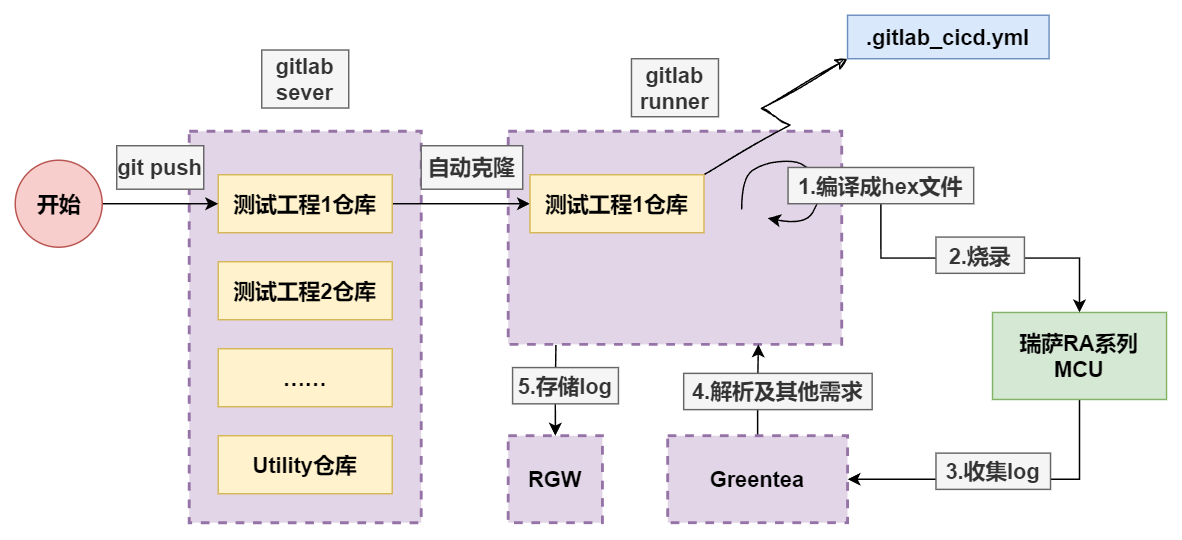 .gitlab_cicd.yml
gitlab
sever
gitlab
runner
git push
自动克隆
开始
测试工程1仓库
测试工程1仓库
1.编译成hex文件
2.烧录
测试工程2仓库
瑞萨RA系列
MCU
……
5.存储log
4.解析及其他需求
Utility仓库
RGW
Greentea
3.收集log